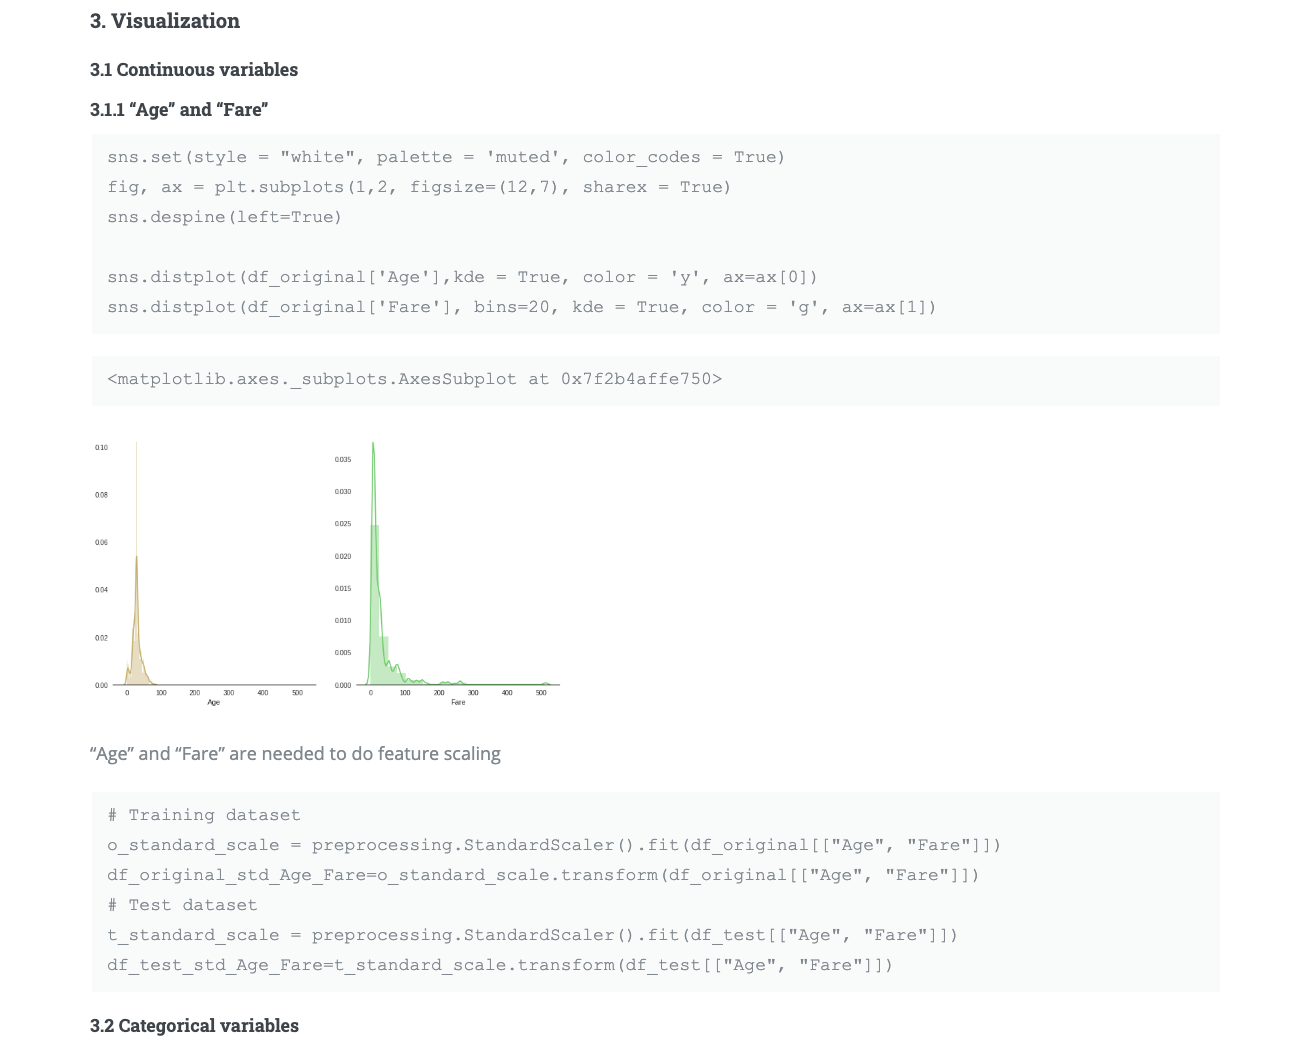 3. Visualization
3.1 Continuous variables
3.1.1 “Age” and “Fare”
sns.set(style = "white", palette = 'muted', color_codes = True)
fig, ax = plt.subplots(1,2, figsize=(12,7), sharex = True)
sns.despine(left=True)
sns.distplot(df_original['Age'],kde = True, color = 'y', ax=ax[0])
sns.distplot(df_original['Fare'], bins=20, kde = True, color = 'g', ax=ax[1])
<matplotlib.axes._subplots.AxesSubplot at 0x7f2b4affe750>
0.10
0.08
0.06
0.04
0.02
0.00
0 100 200 300 400 500
Age
0.035
0.030
0.025
0.020
0.015
0.010
0.005
0.000
0 100 200 300 400 500
Fare
“Age” and “Fare” are needed to do feature scaling
# Training dataset
o_standard_scale = preprocessing.StandardScaler().fit(df_original[["Age", "Fare"]])
df_original_std_Age_Fare=o_standard_scale.transform(df_original[["Age", "Fare"]])
# Test dataset
t_standard_scale = preprocessing.StandardScaler().fit(df_test[["Age", "Fare"]])
df_test_std_Age_Fare=t_standard_scale.transform(df_test[["Age", "Fare"]])
3.2 Categorical variables